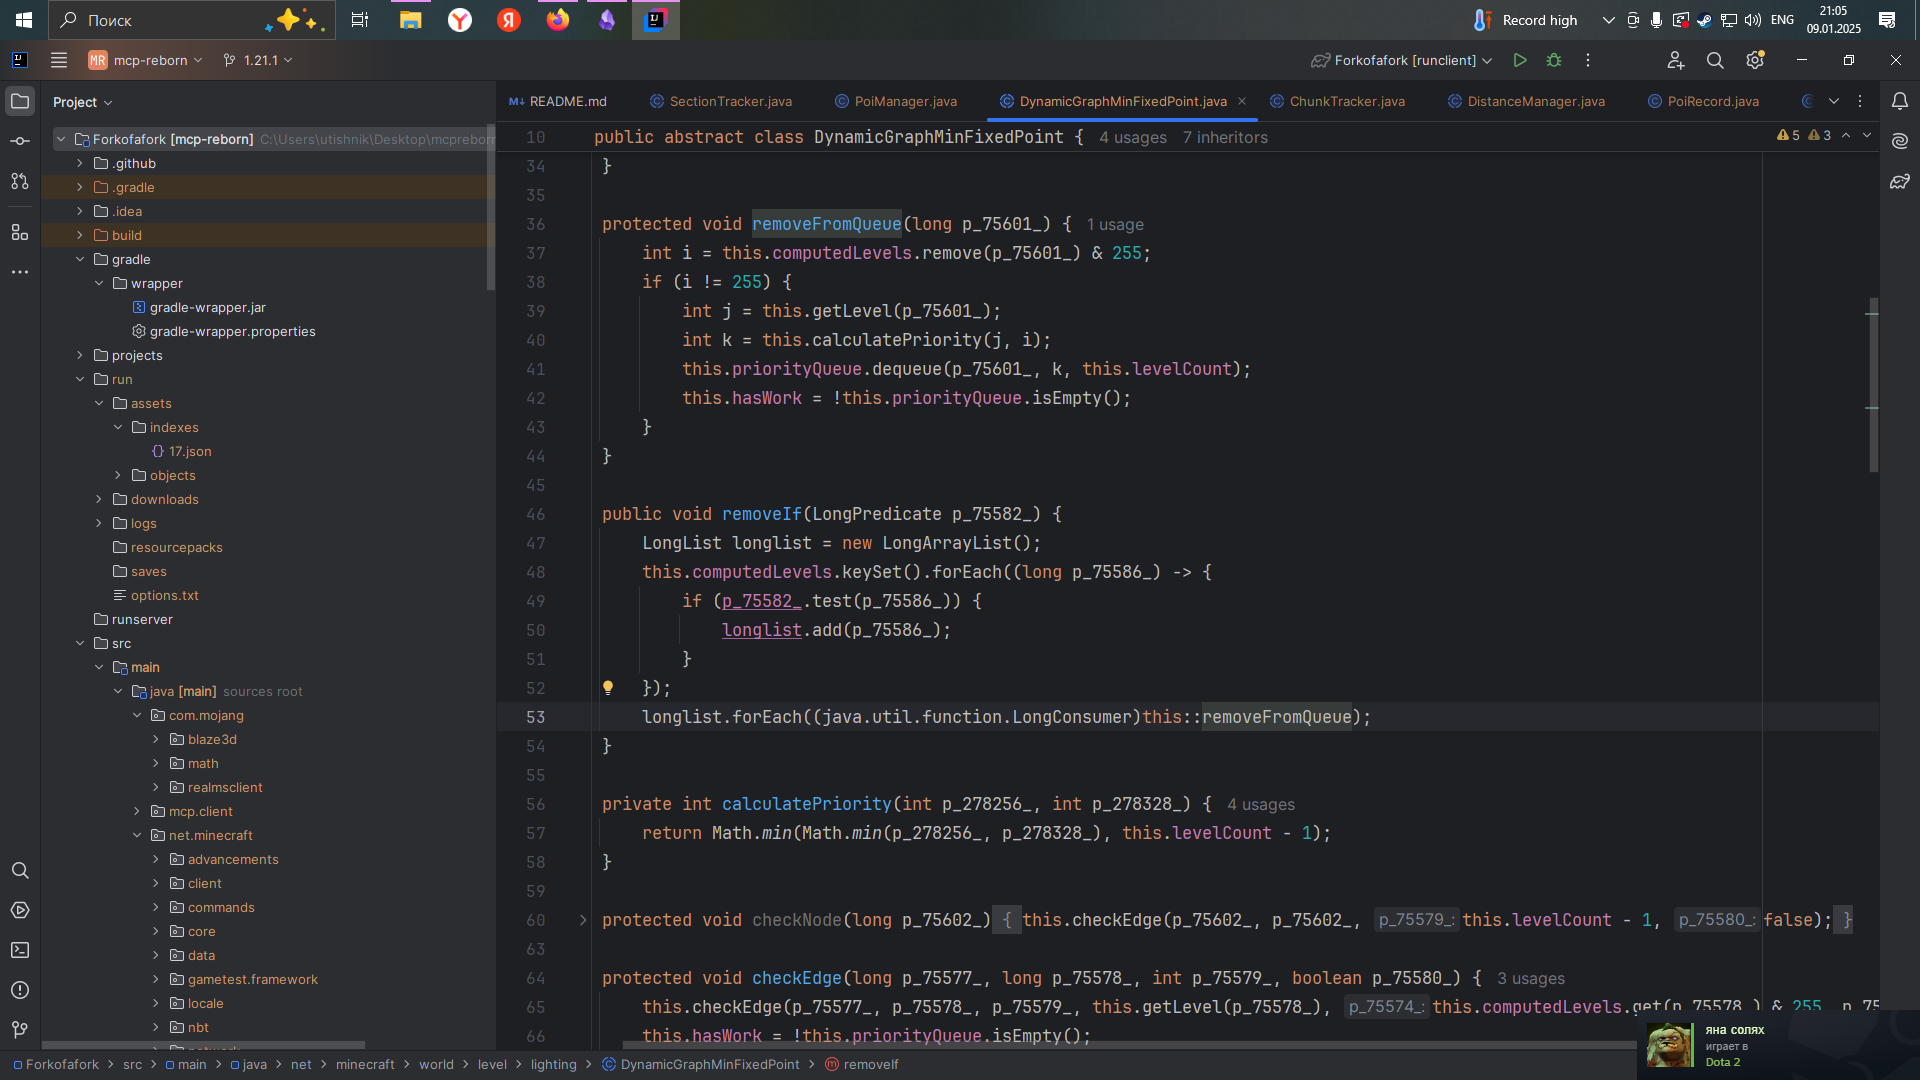 Поиск
Record high
ENG
21:05
09.01.2025
MR mcp-reborn
1.21.1
Forkofafork [runclient]
Project
README.md
SectionTracker.java
PoiManager.java
DynamicGraphMinFixedPoint.java
ChunkTracker.java
DistanceManager.java
PoiRecord.java
Forkofafork [mcp-reborn] C:\Users\utishnik\Desktop\mcprebor
.github
.gradle
.idea
build
gradle
wrapper
gradle-wrapper.jar
gradle-wrapper.properties
projects
run
assets
indexes
17.json
objects
downloads
logs
resourcepacks
saves
options.txt
runserver
src
main
java [main] sources root
com.mojang
blaze3d
math
realmsclient
mcp.client
net.minecraft
advancements
client
commands
core
data
gametest.framework
locale
nbt
10 public abstract class DynamicGraphMinFixedPoint { 4 usages 7 inheritors
5 3
34 }
35
36 protected void removeFromQueue(long p_75601_) { 1 usage
37 int i = this.computedLevels.remove(p_75601_) & 255;
38 if (i != 255) {
39 int j = this.getLevel(p_75601_);
40 int k = this.calculatePriority(j, i);
41 this.priorityQueue.dequeue(p_75601_, k, this.levelCount);
42 this.hasWork = !this.priorityQueue.isEmpty();
43 }
44 }
45
46 public void removeIf(LongPredicate p_75582_) {
47 LongList longlist = new LongArrayList();
48 this.computedLevels.keySet().forEach((long p_75586_) -> {
49 if (p_75582_.test(p_75586_)) {
50 longlist.add(p_75586_);
51 }
52 });
53 longlist.forEach((java.util.function.LongConsumer)this::removeFromQueue);
54 }
55
56 private int calculatePriority(int p_278256_, int p_278328_) { 4 usages
57 return Math.min(Math.min(p_278256_, p_278328_), this.levelCount - 1);
58 }
59
60 protected void checkNode(long p_75602_) { this.checkEdge(p_75602_, p_75602_, p_75579_: this.levelCount - 1, p_75580_: false); }
63
64 protected void checkEdge(long p_75577_, long p_75578_, int p_75579_, boolean p_75580_) { 3 usages
65 this.checkEdge(p_75577_, p_75578_, p_75579_, this.getLevel(p_75578_), p_75574_: this.computedLevels.get(p_75578_) & 255, p_75
66 this.hasWork = !this.priorityQueue.isEmpty();
яна солях
играет в
Dota 2
Forkofafork > src > main > java > net > minecraft > world > level > lighting > DynamicGraphMinFixedPoint > removeIf